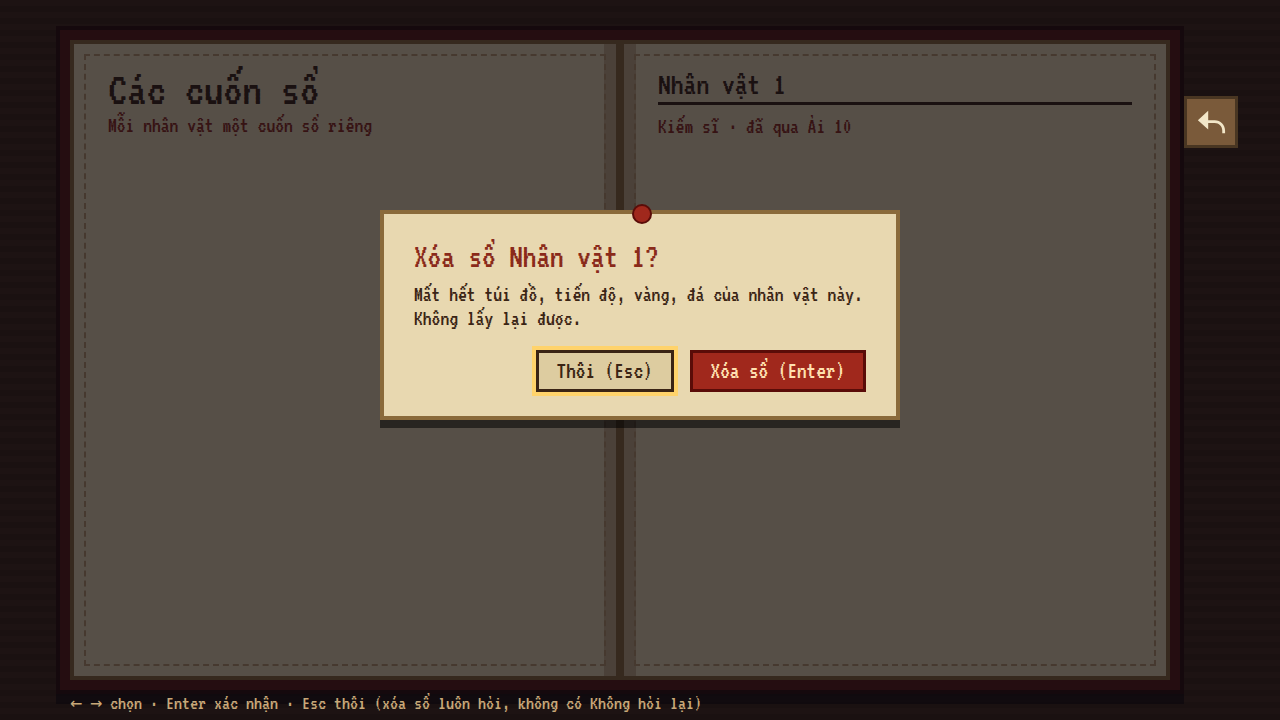 Các cuốn sổ
Mỗi nhân vật một cuốn sổ riêng
Nhân vật 1
Kiếm sĩ · đã qua Ải 10
Xóa sổ Nhân vật 1?
Mất hết túi đồ, tiến độ, vàng, đá của nhân vật này.
Không lấy lại được.
Thôi (Esc)
Xóa sổ (Enter)
← → chọn · Enter xác nhận · Esc thôi (xóa sổ luôn hỏi, không có Không hỏi lại)